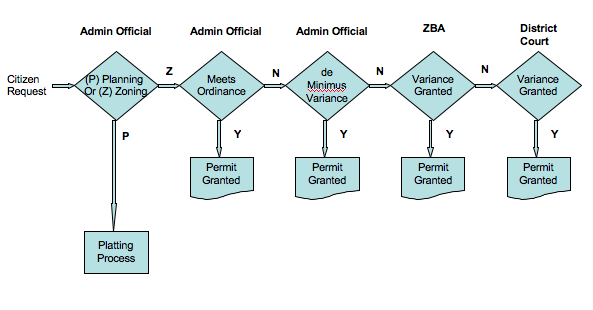 Admin Official
Admin Official
Admin Official
ZBA
District
Court
Citizen
Request
(P) Planning
Or (Z) Zoning
Z
Meets
Ordinance
N
de
Minimus
Variance
N
Variance
Granted
N
Variance
Granted
P
Y
Y
Y
Y
Permit
Granted
Permit
Granted
Permit
Granted
Permit
Granted
Platting
Process